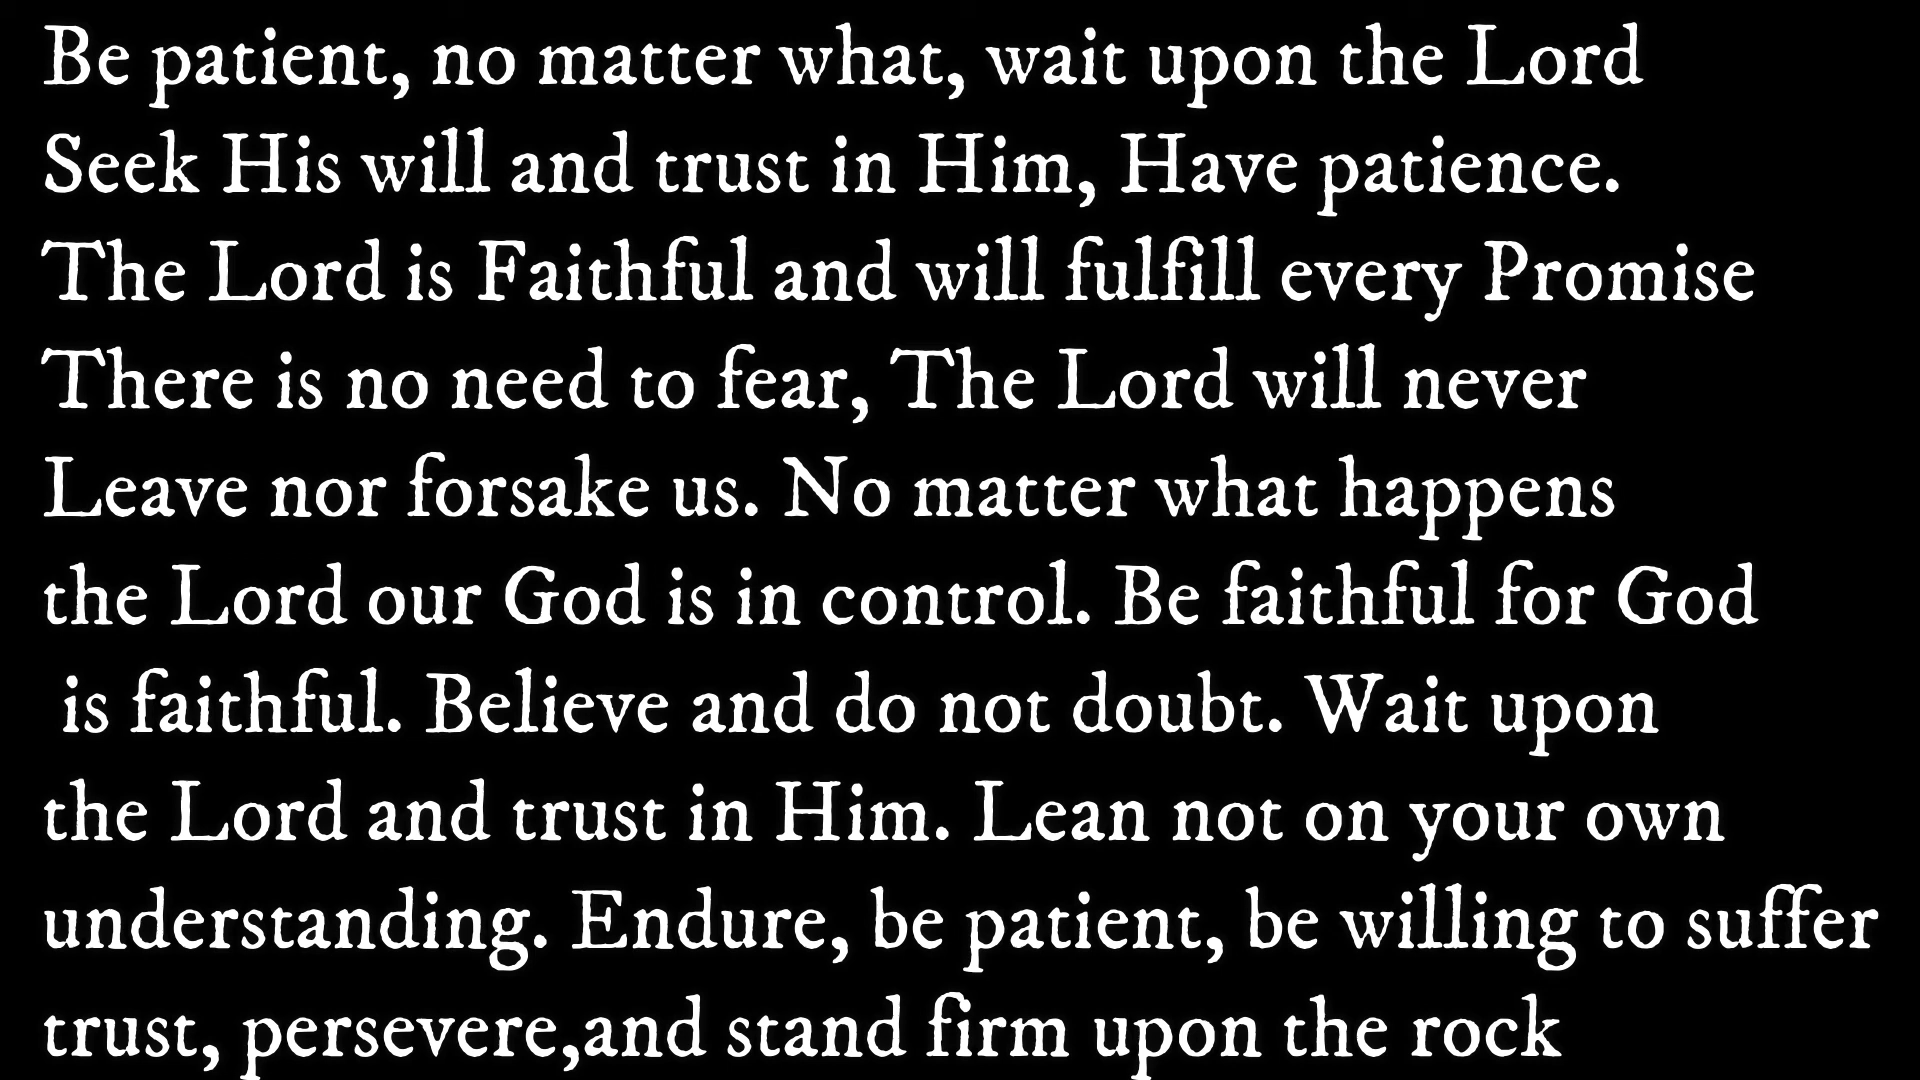 Be patient, no matter what, wait upon the Lord
Seek His will and trust in Him, Have patience.
The Lord is Faithful and will fulfill every Promise
There is no need to fear, The Lord will never
Leave nor forsake us. No matter what happens
the Lord our God is in control. Be faithful for God
is faithful. Believe and do not doubt. Wait upon
the Lord and trust in Him. Lean not on your own
understanding. Endure, be patient, be willing to suffer
trust, persevere,and stand firm upon the rock